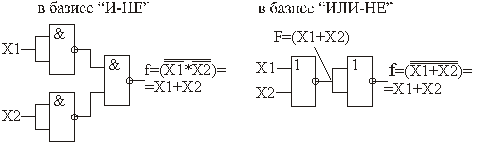 в базисе “И-НЕ”
в базисе “ИЛИ-НЕ”
&
X1
&
f=(X1*X2)=
=X1+X2
&
X2
F=(X1+X2)
X1
1
1
f=(X1+X2)=
X2
=X1+X2